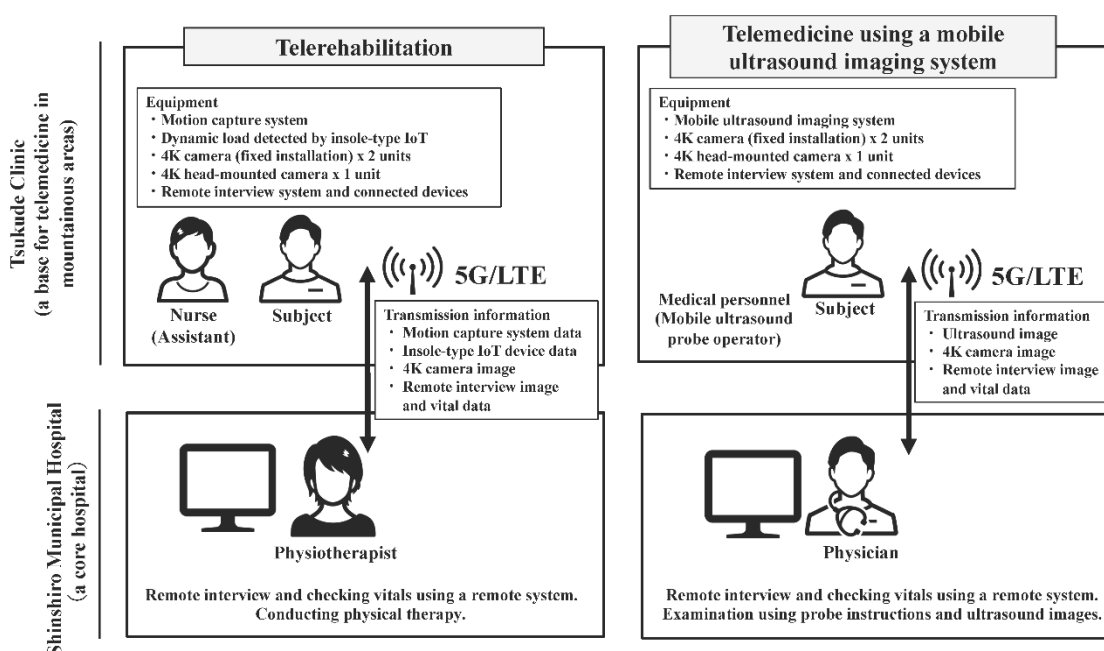 Telerehabilitation
Telemedicine using a mobile
ultrasound imaging system
Tsukude Clinic
(a base for telemedicine in
mountainous areas)
Equipment
・ Motion capture system
・ Dynamic load detected by insole-type IoT
・ 4K camera (fixed installation) x 2 units
・ 4K head-mounted camera x 1 unit
・ Remote interview system and connected devices
Nurse
(Assistant)
Subject
5G/LTE
Transmission information
・ Motion capture system data
・ Insole-type IoT device data
・ 4K camera image
・ Remote interview image
and vital data
Equipment
・ Mobile ultrasound imaging system
・ 4K camera (fixed installation) x 2 units
・ 4K head-mounted camera x 1 unit
・ Remote interview system and connected devices
Medical personnel
(Mobile ultrasound
probe operator)
Subject
5G/LTE
Transmission information
・ Ultrasound image
・ 4K camera image
・ Remote interview image
and vital data
Shinshiro Municipal Hospital
(a core hospital)
Physiotherapist
Remote interview and checking vitals using a remote system.
Conducting physical therapy.
Physician
Remote interview and checking vitals using a remote system.
Examination using probe instructions and ultrasound images.